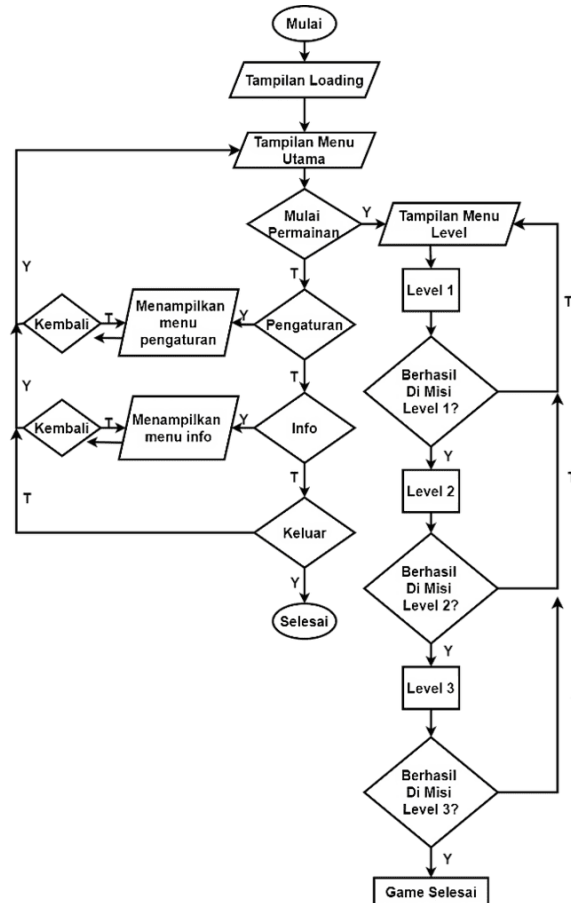 Mulai
Tampilan Loading
Tampilan Menu
Utama
Mulai
Permainan
Y
Tampilan Menu
Level
T
Level 1
Y
Kembali
T
Menampilkan
menu
pengaturan
Y
Pengaturan
T
T
Berhasil
Di Misi
Level 1?
Y
Y
Kembali
T
Menampilkan
menu info
Y
Info
T
Level 2
T
T
Keluar
Y
Selesai
Berhasil
Di Misi
Level 2?
Y
Level 3
Berhasil
Di Misi
Level 3?
Y
Game Selesai